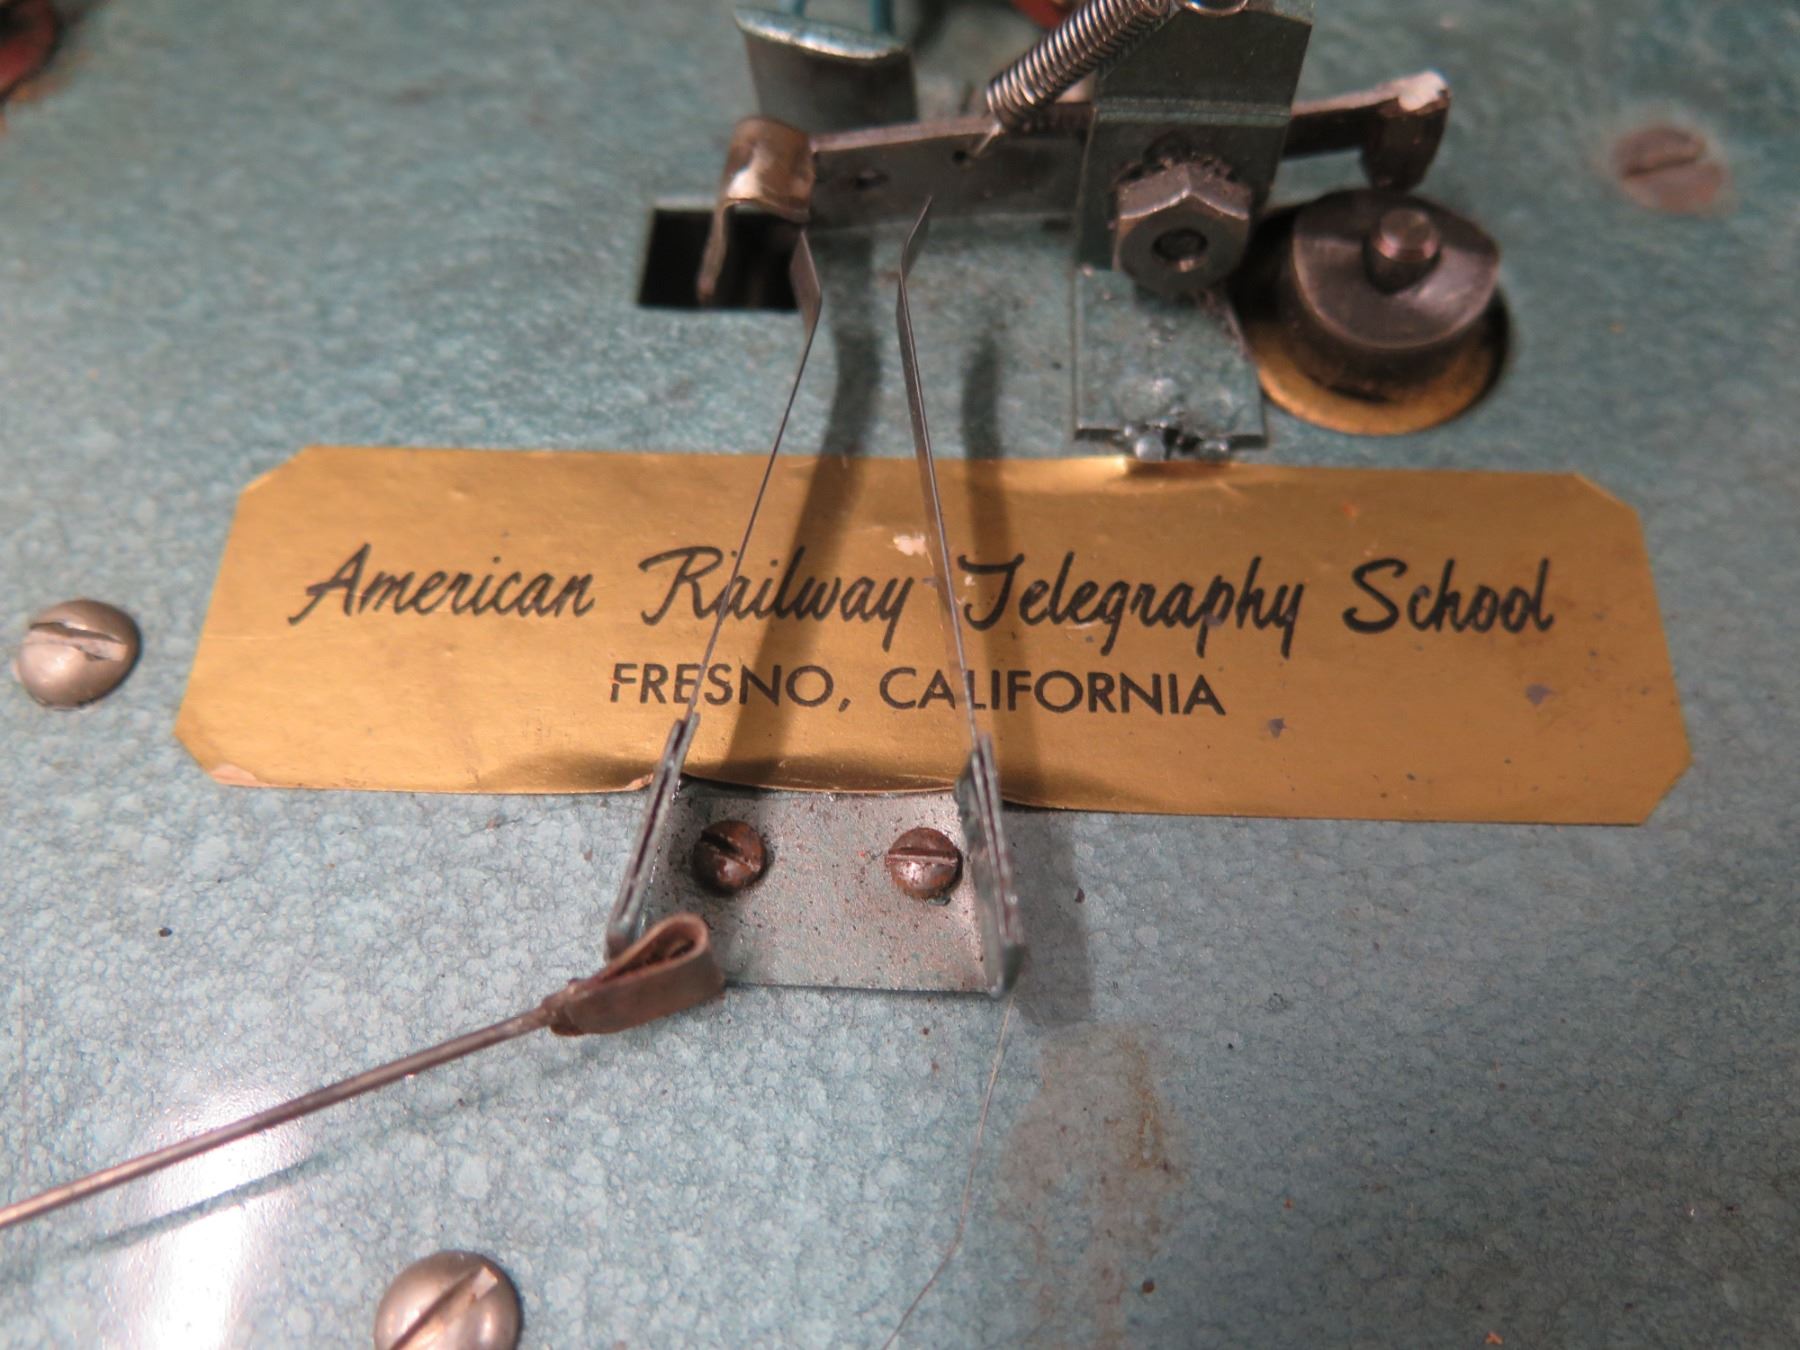 American Railway Telegraphy School
FRESNO, CALIFORNIA